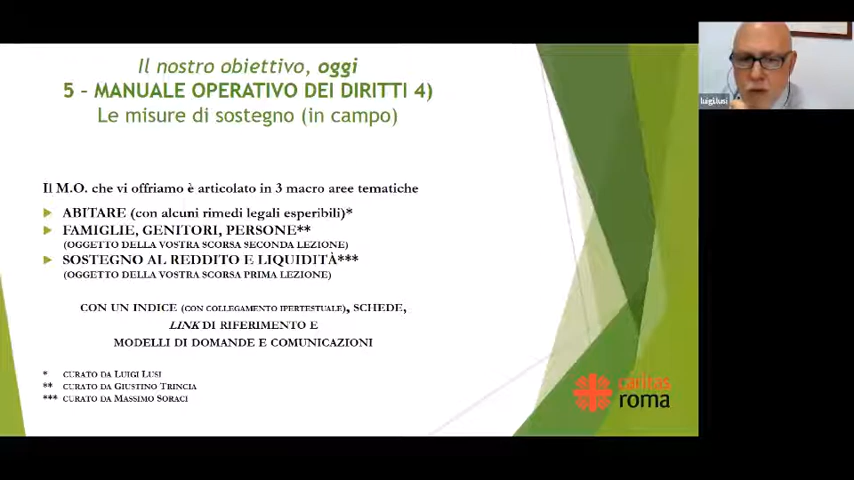 Il nostro obiettivo, oggi
5 - MANUALE OPERATIVO DEI DIRITTI 4)
Le misure di sostegno (in campo)
Il M.O. che vi offriamo è articolato in 3 macro aree tematiche
ABITARE (con alcuni rimedi legali esperibili)*
FAMIGLIE, GENITORI, PERSONE**
(OGGETTO DELLA VOSTRA SCORSA SECONDA LEZIONE)
SOSTEGNO AL REDDITO E LIQUIDITÀ***
(OGGETTO DELLA VOSTRA SCORSA PRIMA LEZIONE)
CON UN INDICE (CON COLLEGAMENTO IPERTESTUALE), SCHEDE,
LINK DI RIFERIMENTO E
MODELLI DI DOMANDE E COMUNICAZIONI
* CURATO DA LUIGI LUSI
** CURATO DA GIUSTINO TRINCIA
*** CURATO DA MASSIMO SORACI
caritas
roma
luigi lusi